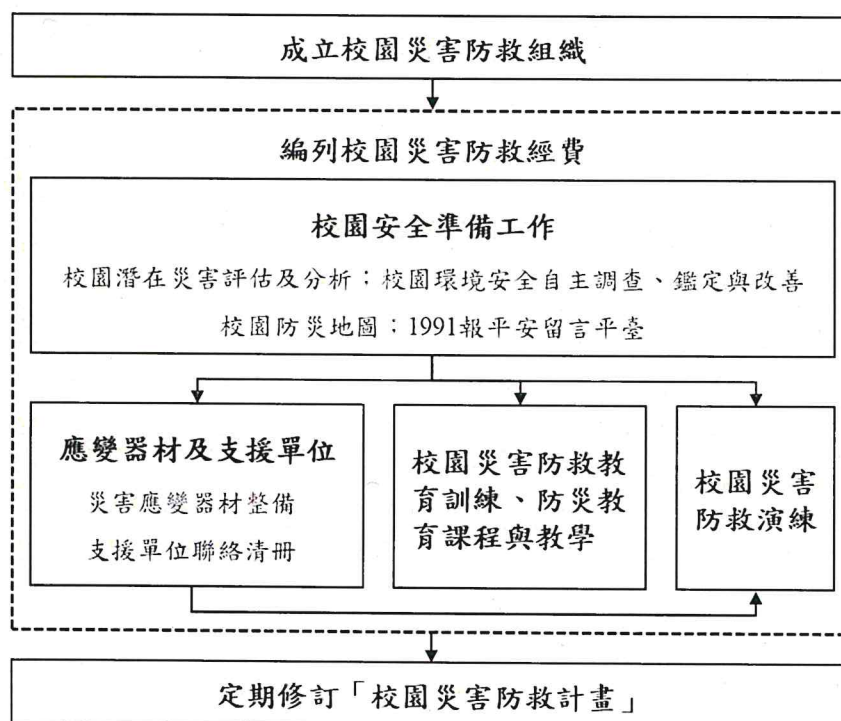 成立校園災害防救組織
編列校園災害防救經費
校園安全準備工作
校園潛在災害評估及分析；校園環境安全自主調查、鑑定與改善
校園防災地圖；1991報平安留言平臺
應變器材及支援單位
災害應變器材整備
支援單位聯絡清冊
校園災害防救教
育訓練、防災教
育課程與教學
校園災害
防救演練
定期修訂「校園災害防救計畫」